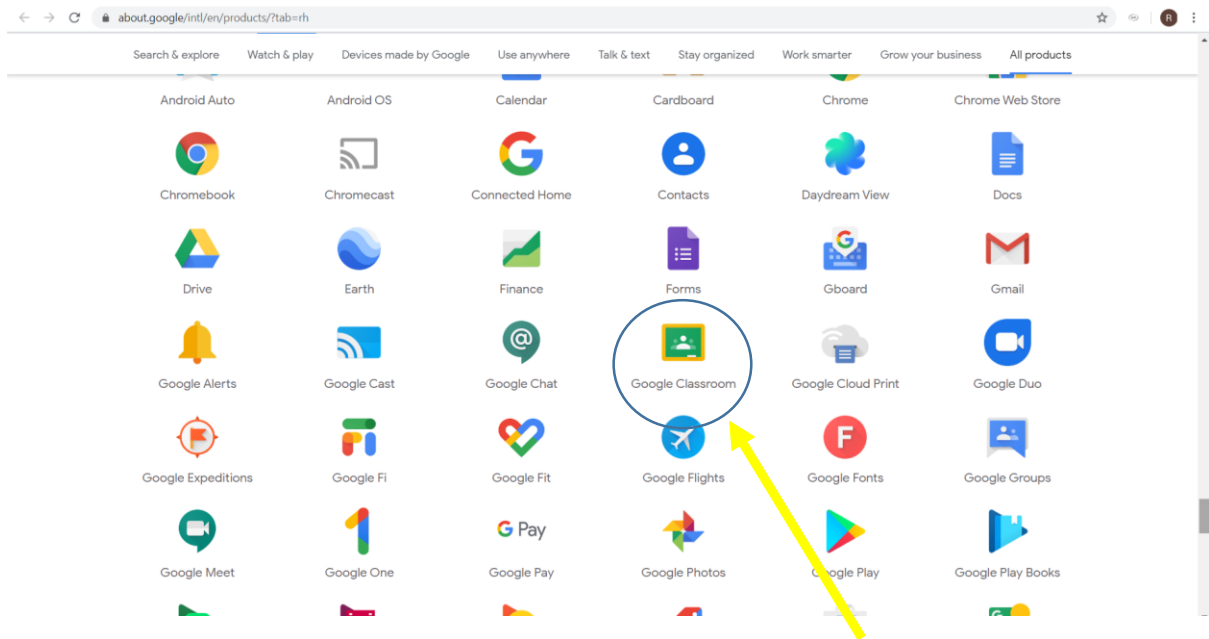 about.google/intl/en/products/?tab=rh
R
Search & explore Watch & play Devices made by Google Use anywhere Talk & text Stay organized Work smarter Grow your business All products
Android Auto Android OS Calendar Cardboard Chrome Chrome Web Store
G
Chromebook Chromecast Connected Home Contacts Daydream View Docs
G
Drive Earth Finance Forms Gboard Gmail
@
Google Alerts Google Cast Google Chat Google Classroom Google Cloud Print Google Duo
F
Google Expeditions Google Fi Google Fit Google Flights Google Fonts Google Groups
1 G Pay
Google Meet Google One Google Pay Google Photos Google Play Google Play Books
G